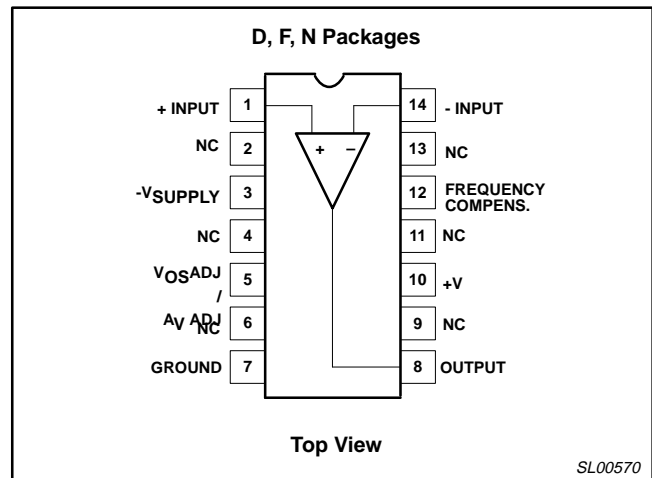 D, F, N Packages
+ INPUT 1 14 - INPUT
NC 2 13 NC
+ –
-VSUPPLY 3 12 FREQUENCY
COMPENS.
NC 4 11 NC
VOSADJ
/
5 10 +V
AV ADJ
NC
6 9 NC
GROUND 7 8 OUTPUT
Top View
SL00570